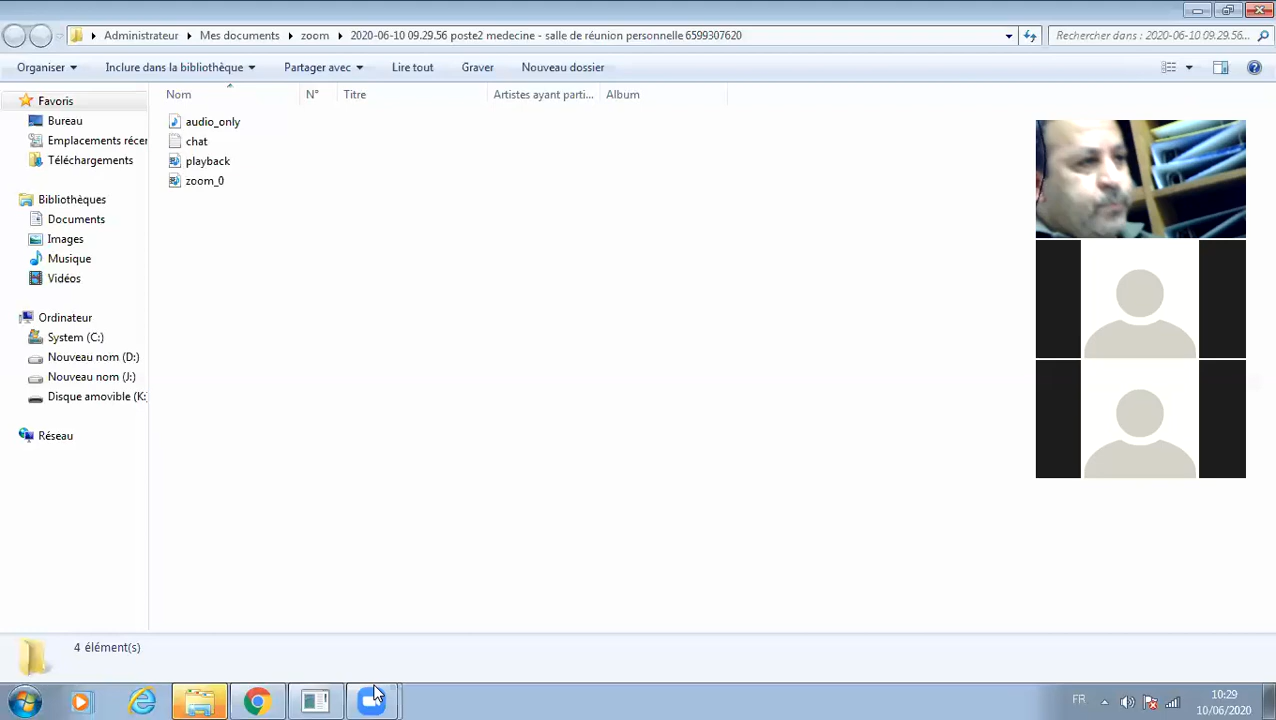 Administrateur Mes documents zoom 2020-06-10 09.29.56 poste2 medecine - salle de réunion personnelle 6599307620 Rechercher dans : 2020-06-10 09.29.56...
Organiser Inclure dans la bibliothèque Partager avec Lire tout Graver Nouveau dossier
Nom N° Titre Artistes ayant parti... Album
Favoris
Bureau
Emplacements récer
Téléchargements
Bibliothèques
Documents
Images
Musique
Vidéos
Ordinateur
System (C:)
Nouveau nom (D:)
Nouveau nom (J:)
Disque amovible (K:
Réseau
audio_only
chat
playback
zoom_0
4 élément(s)
FR
10:29
10/06/2020